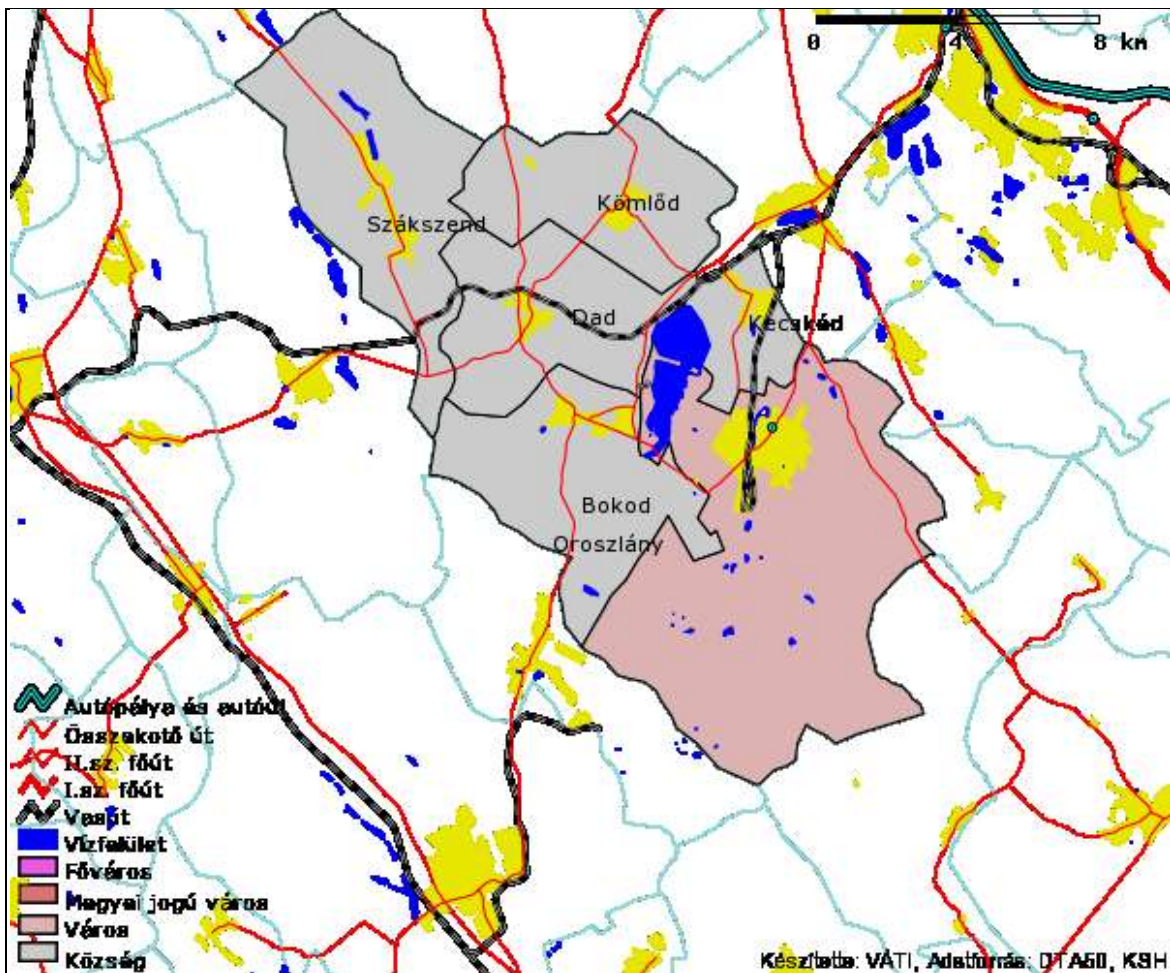 0 4 8 kn
Kömlőd
Szákszend
Dad
Kecskéd
Bokod
Oroszlány
Autópálya és autóút
Összekötő út
II.sz. főút
I.sz. főút
Vasút
Vízfelület
Főváros
Megyei jogú város
Város
Község
Készítette: VÁTI, Adatforrás: DTA50, KSH